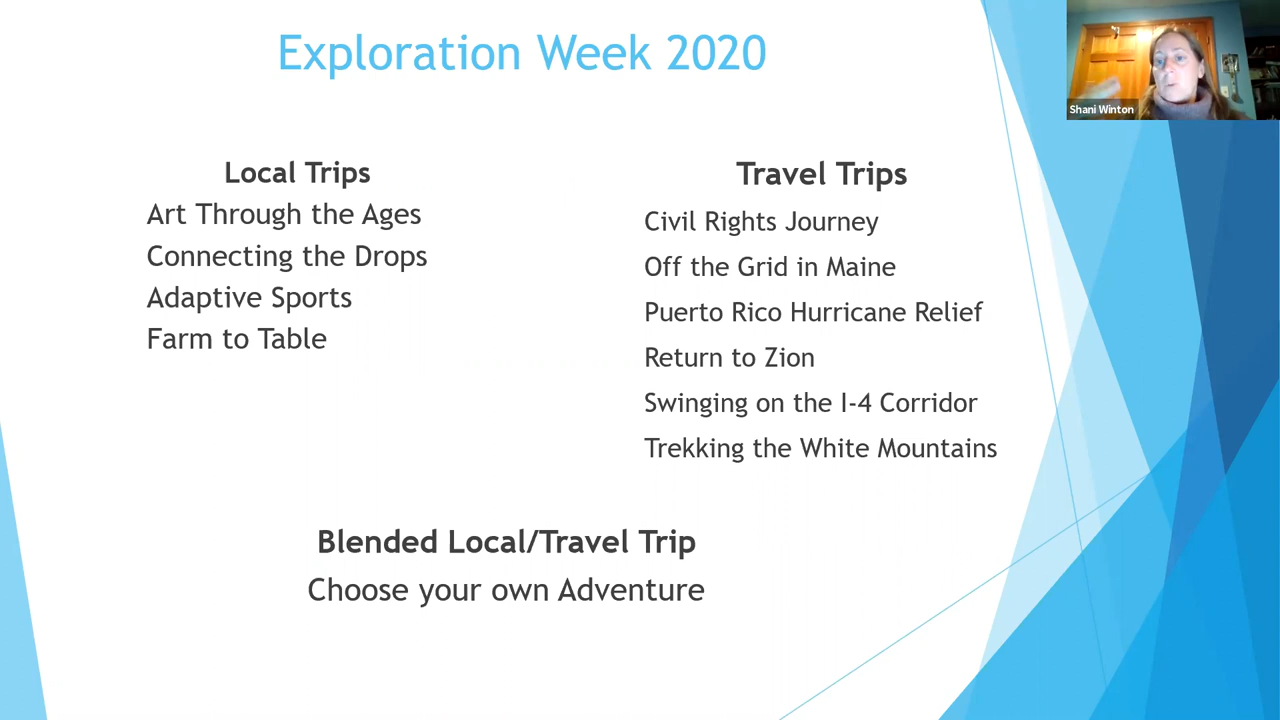 Exploration Week 2020
Shani Winton
Local Trips
Art Through the Ages
Connecting the Drops
Adaptive Sports
Farm to Table
Travel Trips
Civil Rights Journey
Off the Grid in Maine
Puerto Rico Hurricane Relief
Return to Zion
Swinging on the I-4 Corridor
Trekking the White Mountains
Blended Local/Travel Trip
Choose your own Adventure